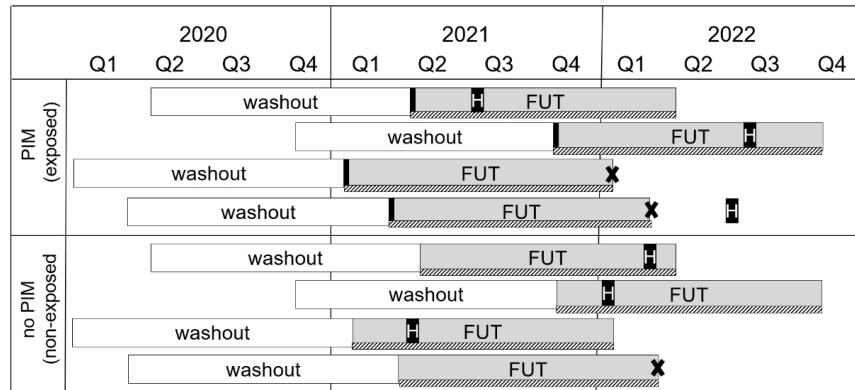 2020 2021 2022
Q1 Q2 Q3 Q4 Q1 Q2 Q3 Q4 Q1 Q2 Q3 Q4
PIM
(exposed)
washout H FUT
washout FUT H
washout FUT X
washout FUT X H
no PIM
(non-exposed)
washout FUT H
washout H FUT
washout H FUT
washout FUT X